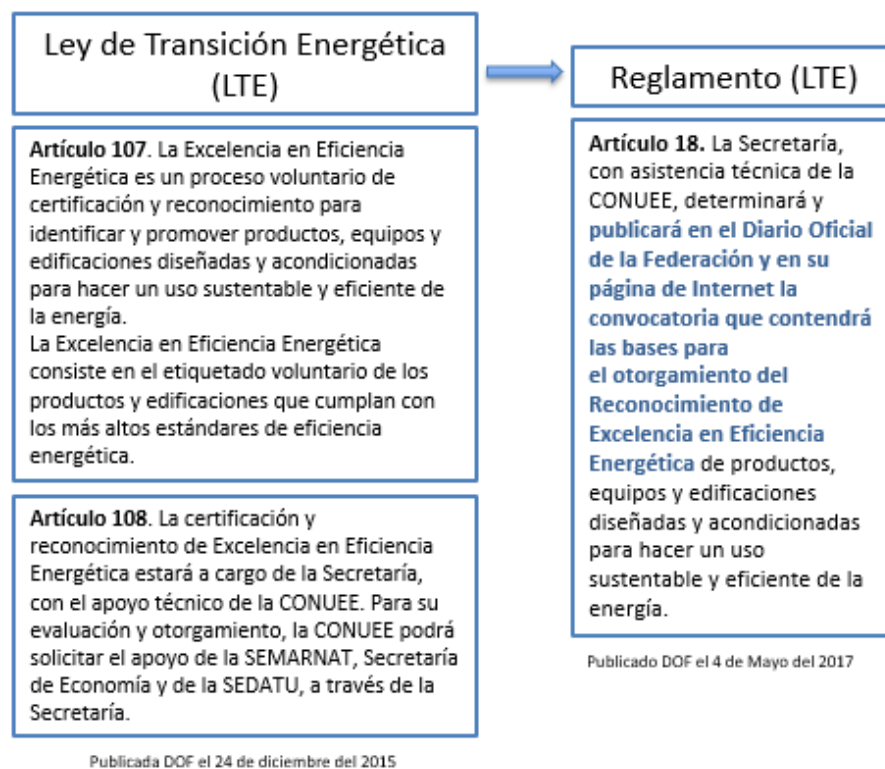 Ley de Transición Energética
(LTE)
Artículo 107. La Excelencia en Eficiencia
Energética es un proceso voluntario de
certificación y reconocimiento para
identificar y promover productos, equipos y
edificaciones diseñadas y acondicionadas
para hacer un uso sustentable y eficiente de
la energía.
La Excelencia en Eficiencia Energética
consiste en el etiquetado voluntario de los
productos y edificaciones que cumplan con
los más altos estándares de eficiencia
energética.
Artículo 108. La certificación y
reconocimiento de Excelencia en Eficiencia
Energética estará a cargo de la Secretaría,
con el apoyo técnico de la CONUEE. Para su
evaluación y otorgamiento, la CONUEE podrá
solicitar el apoyo de la SEMARNAT, Secretaría
de Economía y de la SEDATU, a través de la
Secretaría.
Publicada DOF el 24 de diciembre del 2015
Reglamento (LTE)
Artículo 18. La Secretaría,
con asistencia técnica de la
CONUEE, determinará y
publicará en el Diario Oficial
de la Federación y en su
página de Internet la
convocatoria que contendrá
las bases para
el otorgamiento del
Reconocimiento de
Excelencia en Eficiencia
Energética de productos,
equipos y edificaciones
diseñadas y acondicionadas
para hacer un uso
sustentable y eficiente de la
energía.
Publicado DOF el 4 de Mayo del 2017